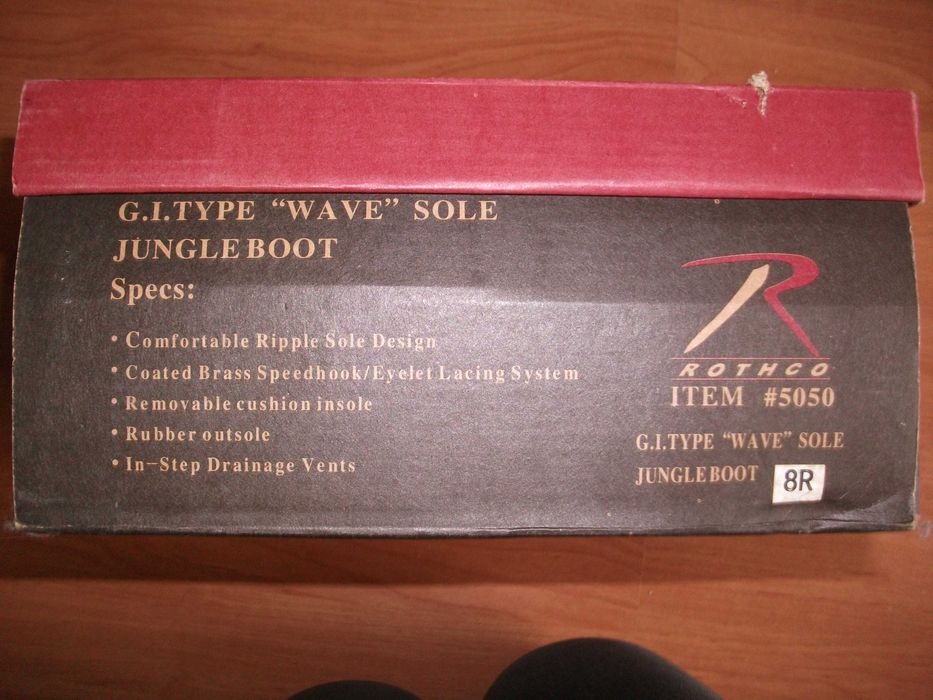 G.I.TYPE “WAVE” SOLE
JUNGLE BOOT
Specs:
• Comfortable Ripple Sole Design
• Coated Brass Speedhook/Eyelet Lacing System
• Removable cushion insole
• Rubber outsole
• In-Step Drainage Vents
R
ROTHCO
ITEM #5050
G.I.TYPE “WAVE” SOLE
JUNGLE BOOT 8R